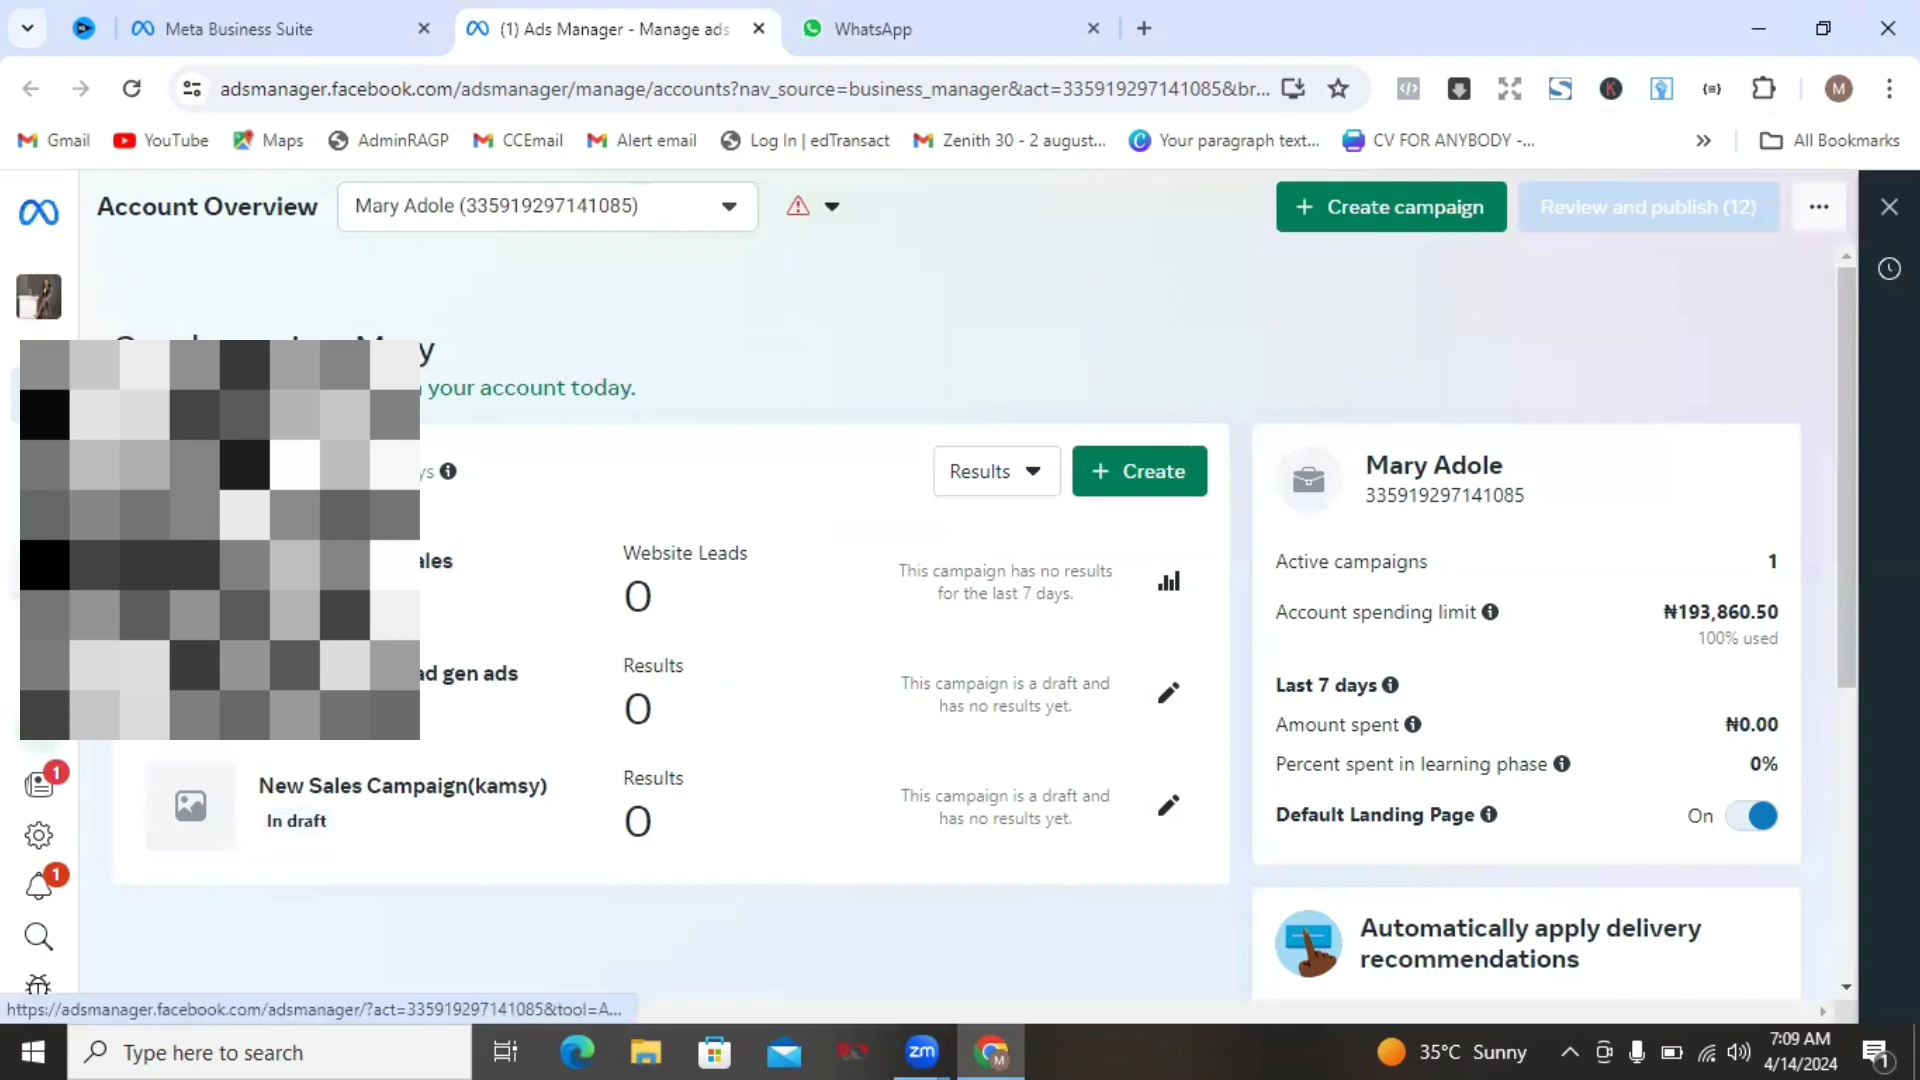 Meta Business Suite
(1) Ads Manager - Manage ads
WhatsApp
adsmanager.facebook.com/adsmanager/manage/accounts?nav_source=business_manager&act=335919297141085&br...
M
Gmail
YouTube
Maps
AdminRAGP
CCEmail
Alert email
Log In | edTransact
Zenith 30 - 2 august...
Your paragraph text...
CV FOR ANYBODY -...
All Bookmarks
Account Overview
Mary Adole (335919297141085)
+ Create campaign
Review and publish (12)
your account today.
Results
+ Create
Website Leads
0
This campaign has no results
for the last 7 days.
ad gen ads
Results
0
This campaign is a draft and
has no results yet.
New Sales Campaign(kamsy)
In draft
Results
0
This campaign is a draft and
has no results yet.
Mary Adole
335919297141085
Active campaigns
1
Account spending limit
₦193,860.50
100% used
Last 7 days
Amount spent
₦0.00
Percent spent in learning phase
0%
Default Landing Page
On
Automatically apply delivery
recommendations
1
1
https://adsmanager.facebook.com/adsmanager/?act=335919297141085&tool=A...
Type here to search
zm
M
35°C Sunny
7:09 AM
4/14/2024
1